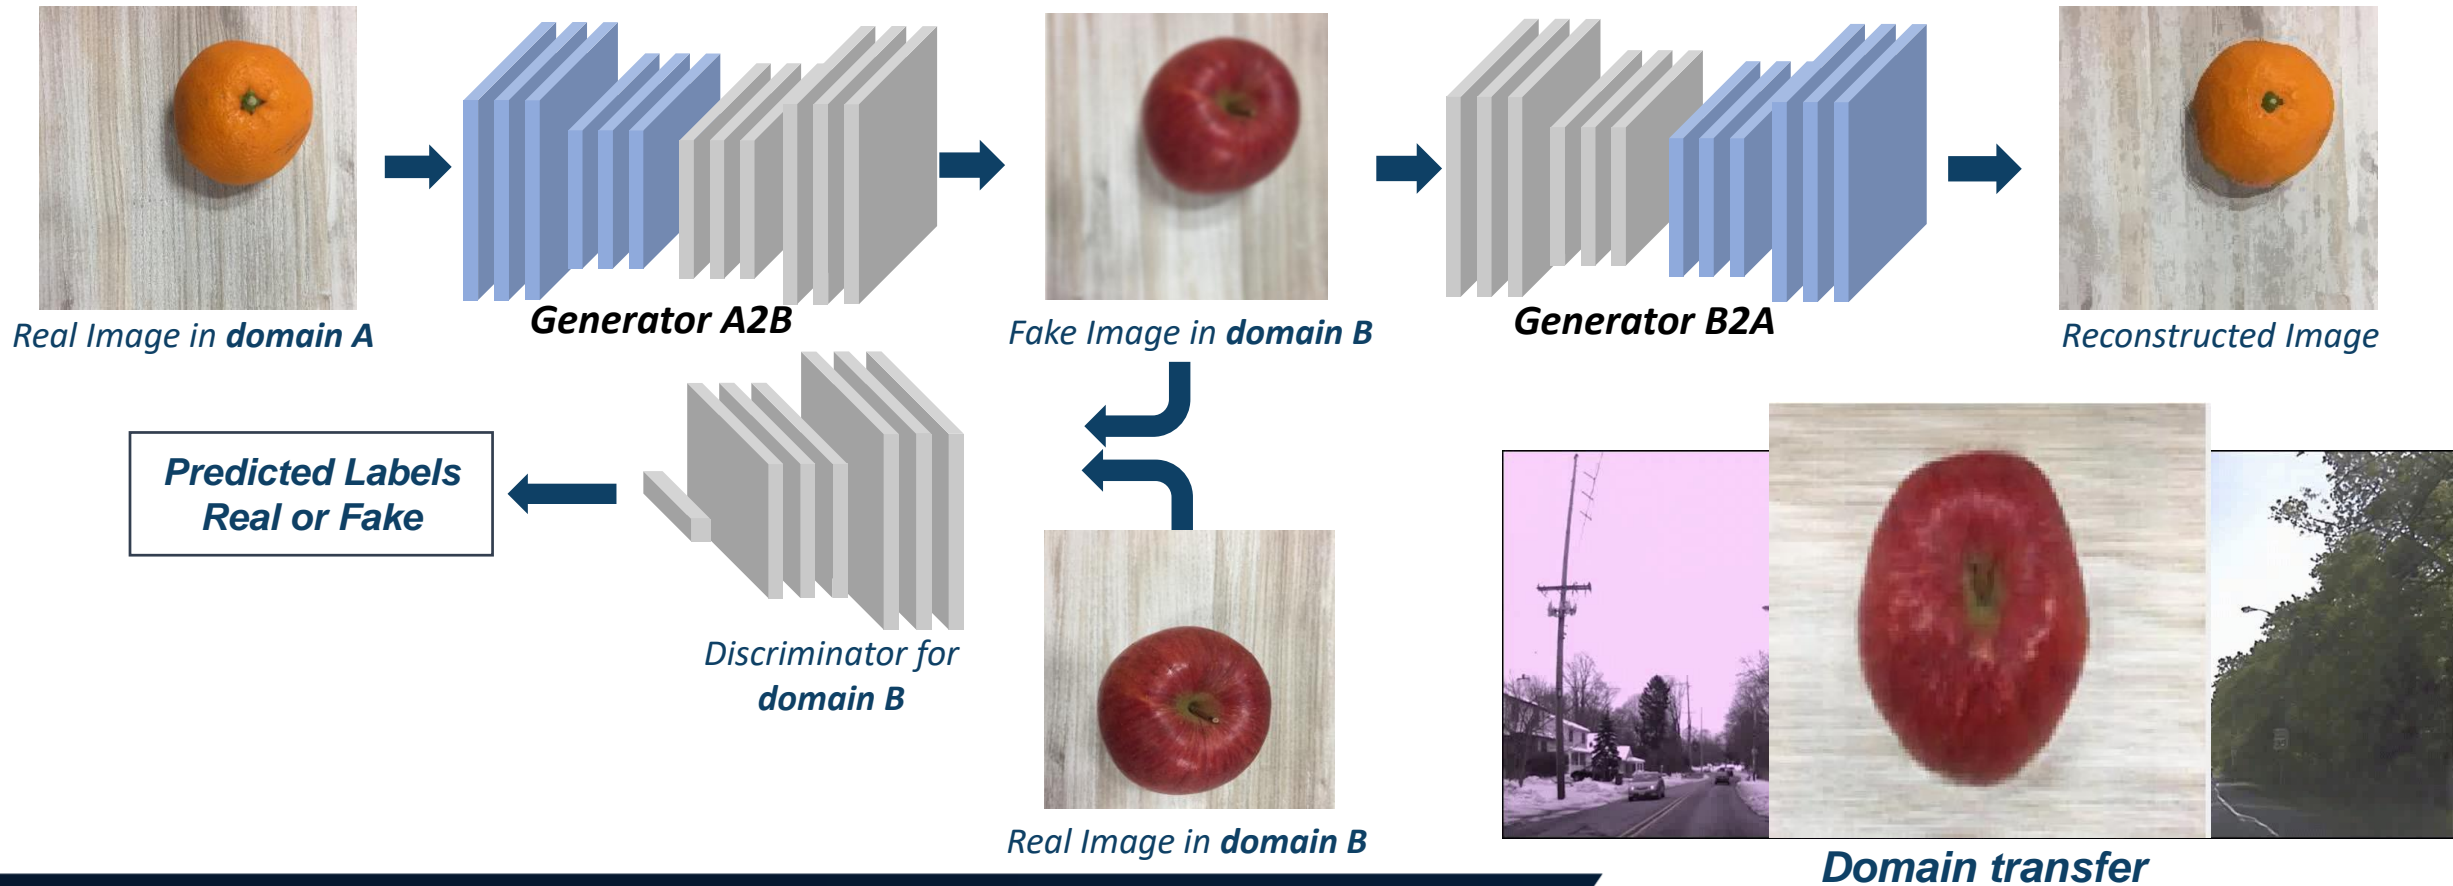 Real Image in domain A
Generator A2B
Fake Image in domain B
Generator B2A
Reconstructed Image
Predicted Labels
Real or Fake
Discriminator for
domain B
Real Image in domain B
Domain transfer